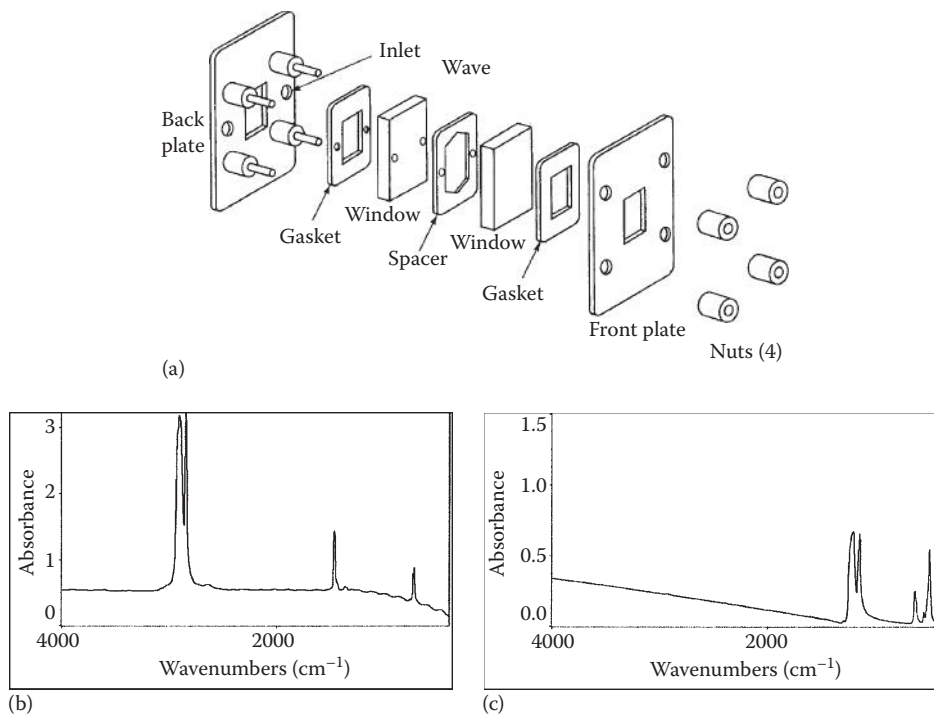 Inlet
Wave
Back
plate
Gasket
Window
Spacer
Window
Gasket
Front plate
Nuts (4)
(a)
3
2
1
0
Absorbance
4000
2000
Wavenumbers (cm⁻¹)
(b)
1.5
1.0
0.5
0.0
Absorbance
4000
2000
Wavenumbers (cm⁻¹)
(c)